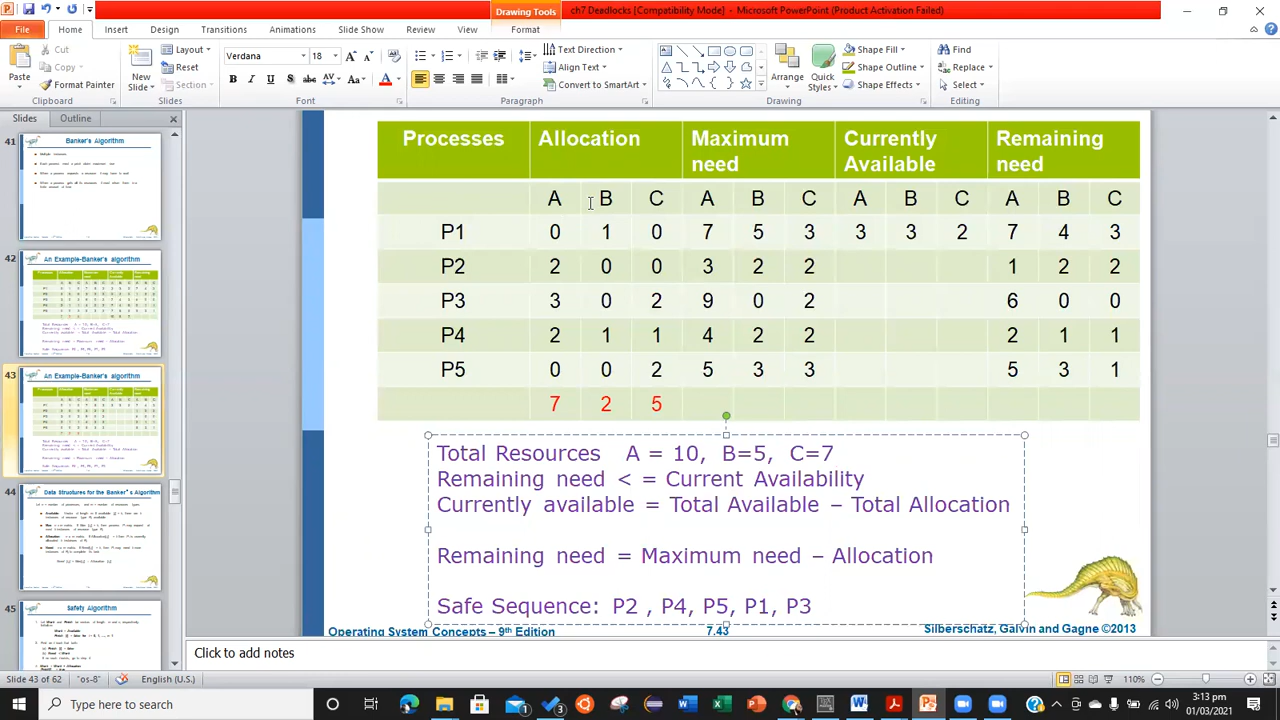 Drawing Tools
ch7 Deadlocks [Compatibility Mode] - Microsoft PowerPoint (Product Activation Failed)
File Home Insert Design Transitions Animations Slide Show Review View Format
Paste
Cut
Copy
Format Painter
Clipboard
New Slide
Layout
Reset
Section
Slides
Verdana 18
B I U S abc AV Aa A
Font
Text Direction
Align Text
Convert to SmartArt
Paragraph
Arrange
Quick Styles
Shape Fill
Shape Outline
Shape Effects
Drawing
Find
Replace
Select
Editing
Slides Outline
41
Banker's Algorithm
42
An Example-Banker's algorithm
43
An Example-Banker's algorithm
44
Data Structures for the Banker's Algorithm
45
Safety Algorithm
Processes Allocation Maximum need Currently Available Remaining need
A B C A B C A B C A B C
P1 0 1 0 7 5 3 3 3 2 7 4 3
P2 2 0 0 3 2 2 1 2 2
P3 3 0 2 9 0 2 6 0 0
P4 2 1 1 4 2 2 2 1 1
P5 0 0 2 5 3 3 5 3 1
7 2 5
Total Resources A = 10, B=5, C=7
Remaining need < = Current Availability
Currently available = Total Available – Total Allocation
Remaining need = Maximum need – Allocation
Safe Sequence: P2 , P4, P5, P1, P3
Operating System Concepts – 9th Edition 7.43 Silberschatz, Galvin and Gagne ©2013
Click to add notes
Slide 43 of 62 "os-8" English (U.S.) 110%
Type here to search
3:13 pm
01/03/2021